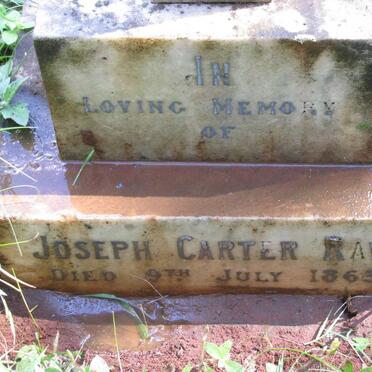 IN
LOVING MEMORY
OF
JOSEPH CARTER
DIED 9TH JULY